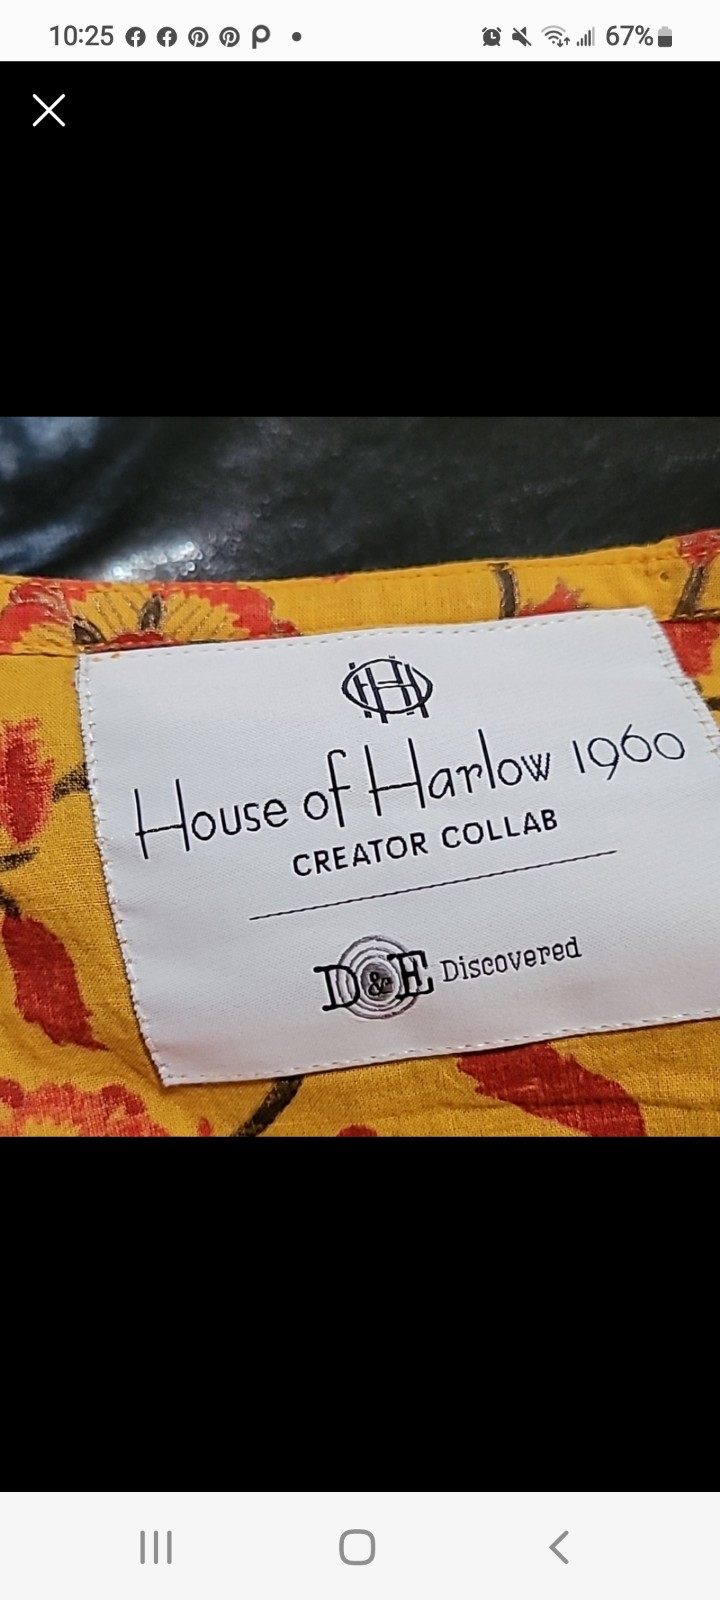 10:25 67%
House of Harlow 1960
CREATOR COLLAB
D&E Discovered